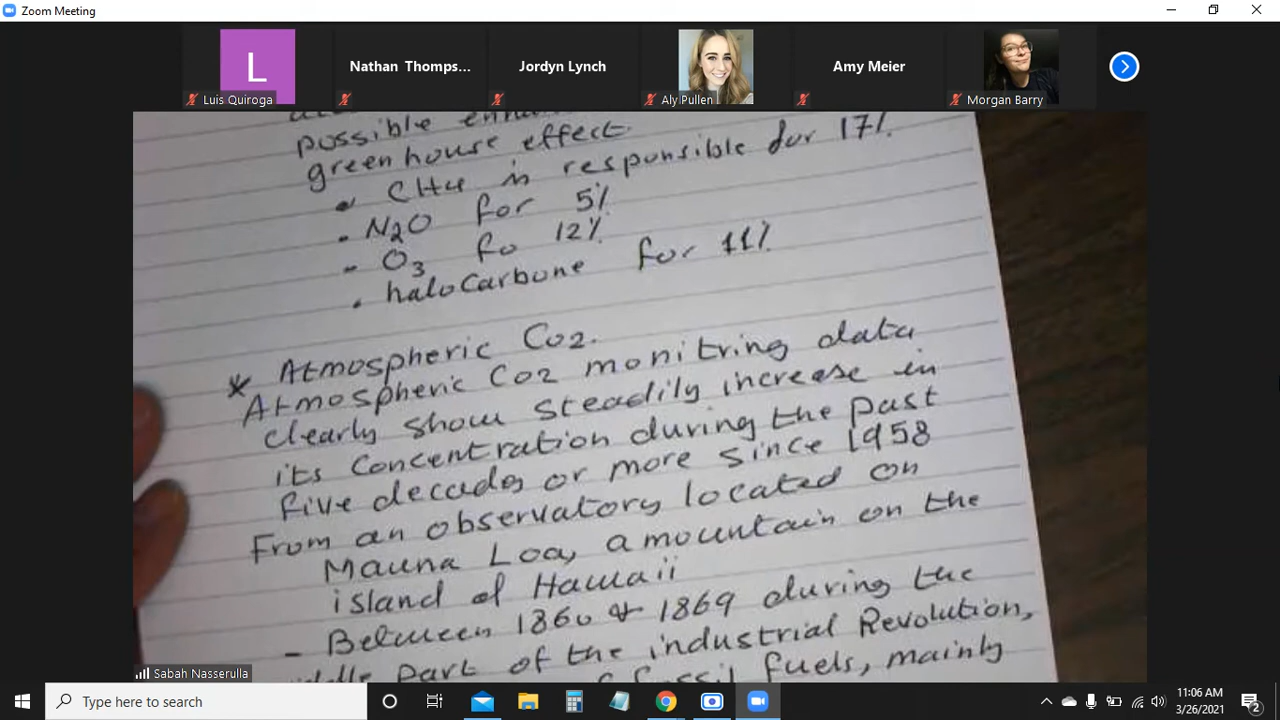 Zoom Meeting
L
Luis Quiroga
Nathan Thomps...
Jordyn Lynch
Aly Pullen
Amy Meier
Morgan Barry
possible
greenhouse effect.
• CH4 is responsible for 17%
• N2O for 5%
- O3 fo 12%
• haloCarbone for 11%
* Atmospheric Co2.
Atmospheric Co2 monitring data
clearly show steadily increase in
its Concentration during the past
five decades or more since 1958
From an observatory located on
Mauna Loa, a mountain on the
island of Hawaii
- Between 1860 & 1869 during the
part of the industrial Revolution,
fossil fuels, mainly
Sabah Nasserulla
Type here to search
11:06 AM
3/26/2021
2